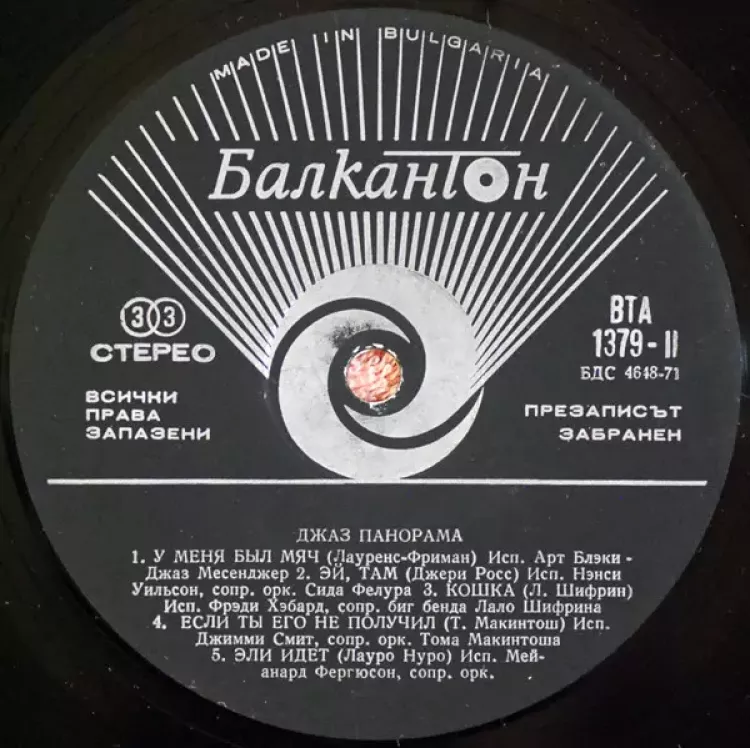 MADE IN BULGARIA
Балкантон
33
СТЕРЕО
ВСИЧКИ
ПРАВА
ЗАПАЗЕНИ
ВТА
1379-II
БДС 4648-71
ПРЕЗАПИСЪТ
ЗАБРАНЕН
ДЖАЗ ПАНОРАМА
1. У МЕНЯ БЫЛ МЯЧ (Лауренс-Фриман) Исп. Арт Блэки -
Джаз Месенджер 2. ЭЙ, ТАМ (Джери Росс) Исп. Нэнси
Уильсон, сопр. орк. Сида Фелура 3. КОШКА (Л. Шифрин)
Исп. Фрэди Хэбард, сопр. биг бенда Лало Шифрина
4. ЕСЛИ ТЫ ЕГО НЕ ПОЛУЧИЛ (Т. Макинтош) Исп.
Джимми Смит, сопр. орк. Тома Макинтоша
5. ЭЛИ ИДЕТ (Лауро Нуро) Исп. Мей-
анард Фергюсон, сопр. орк.